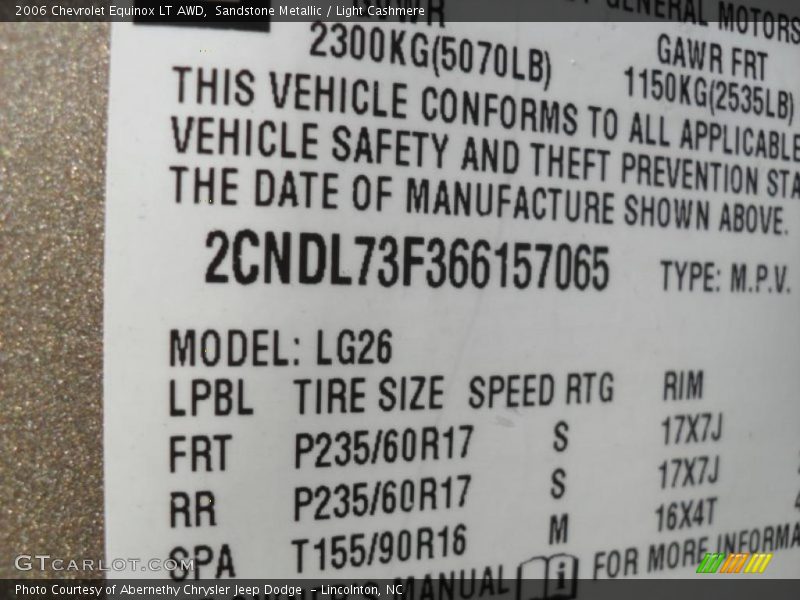 2006 Chevrolet Equinox LT AWD, Sandstone Metallic / Light Cashmere
GENERAL MOTORS
2300KG(5070LB)
GAWR FRT
1150KG(2535LB)
THIS VEHICLE CONFORMS TO ALL APPLICABLE
VEHICLE SAFETY AND THEFT PREVENTION STA
THE DATE OF MANUFACTURE SHOWN ABOVE.
2CNDL73F366157065 TYPE: M.P.V.
MODEL: LG26
LPBL TIRE SIZE SPEED RTG RIM
FRT P235/60R17 S 17X7J
RR P235/60R17 S 17X7J
SPA T155/90R16 M 16X4T
MANUAL i FOR MORE INFORMA
GTCarLot.com
Photo Courtesy of Abernethy Chrysler Jeep Dodge - Lincolnton, NC